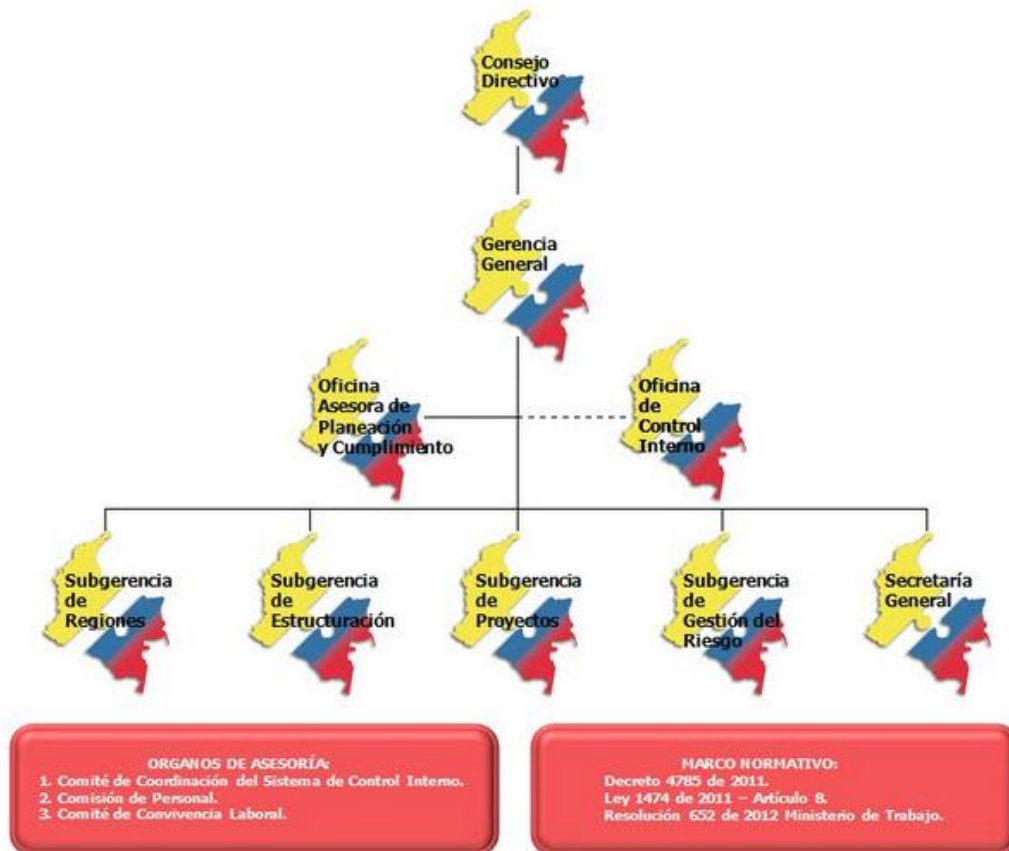 Consejo
Directivo
Gerencia
General
Oficina
Asesora de
Planeación
y Cumplimiento
Oficina
de
Control
Interno
Subgerencia
de
Regiones
Subgerencia
de
Estructuración
Subgerencia
de
Proyectos
Subgerencia
de
Gestión del
Riesgo
Secretaría
General
ORGANOS DE ASESORÍA:
1. Comité de Coordinación del Sistema de Control Interno.
2. Comisión de Personal.
3. Comité de Convivencia Laboral.
MARCO NORMATIVO:
Decreto 4785 de 2011.
Ley 1474 de 2011 – Artículo 8.
Resolución 652 de 2012 Ministerio de Trabajo.